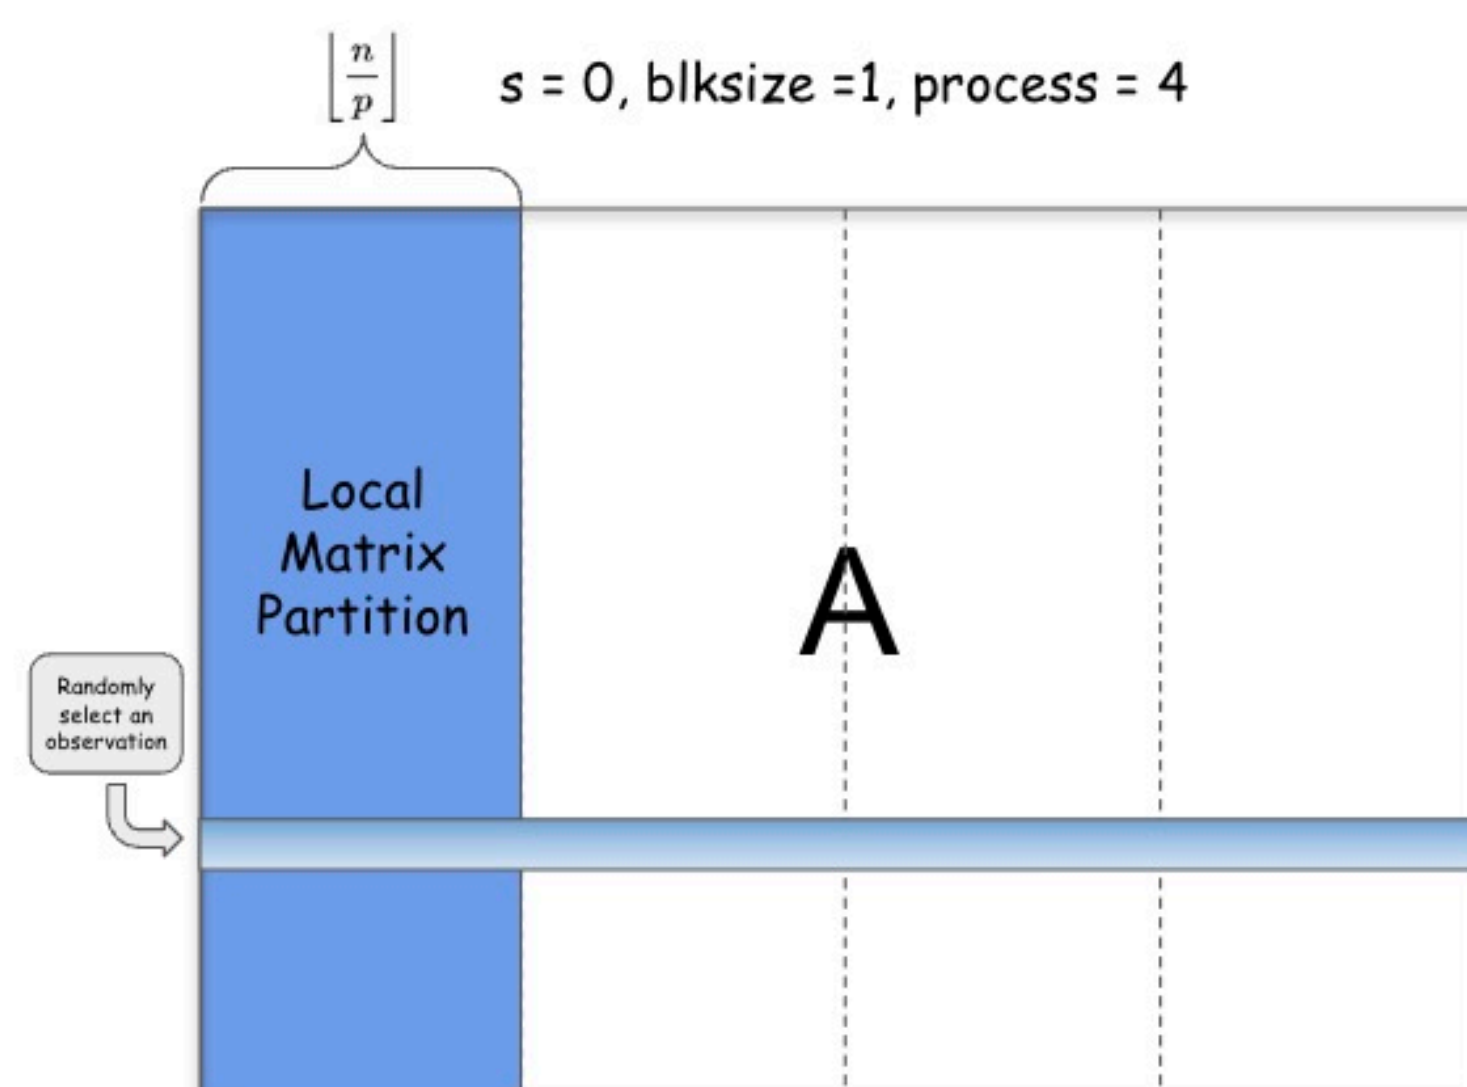 ⌊n/p⌋
s = 0, blksize =1, process = 4
Local
Matrix
Partition
A
Randomly
select an
observation